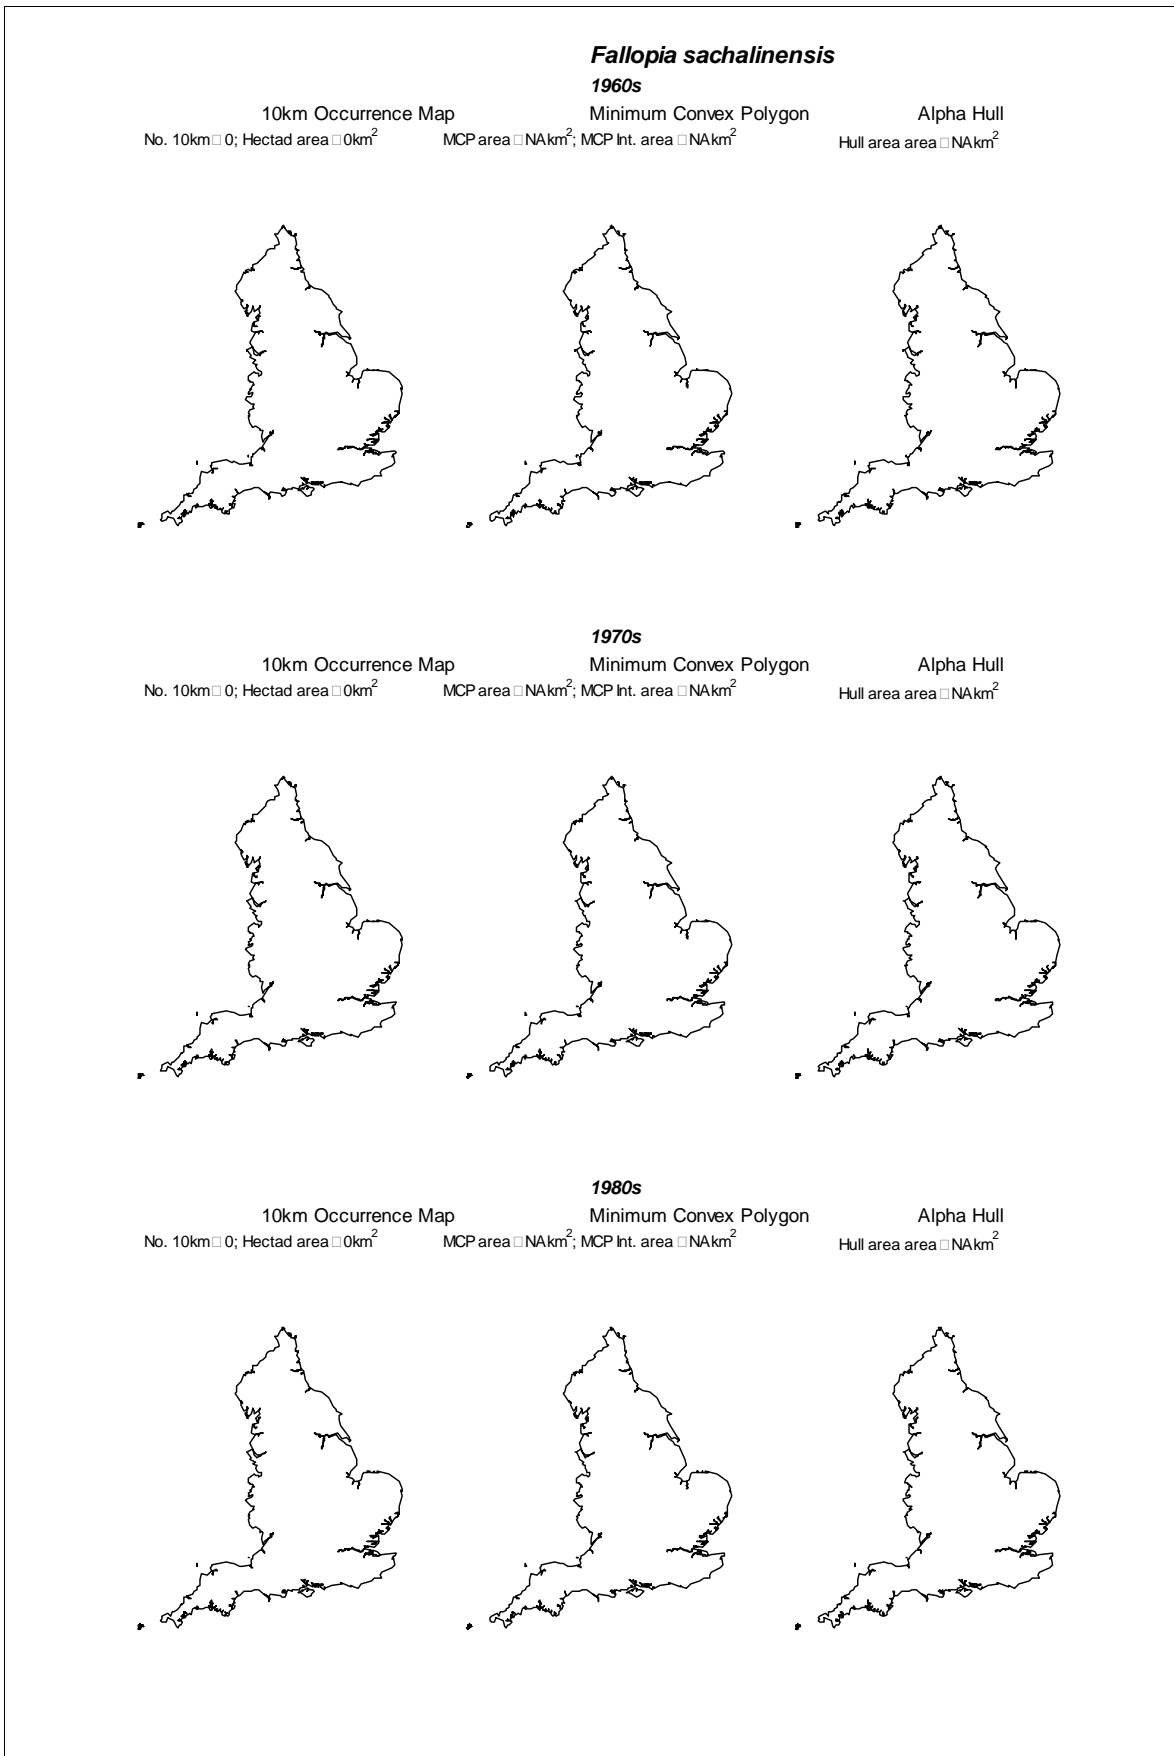 Fallopia sachalinensis
1960s
10km Occurrence Map Minimum Convex Polygon Alpha Hull
No. 10km□0; Hectad area□0km² MCP area□NAkm²; MCP Int. area□NAkm² Hull area area□NAkm²
1970s
10km Occurrence Map Minimum Convex Polygon Alpha Hull
No. 10km□0; Hectad area□0km² MCP area□NAkm²; MCP Int. area□NAkm² Hull area area□NAkm²
1980s
10km Occurrence Map Minimum Convex Polygon Alpha Hull
No. 10km□0; Hectad area□0km² MCP area□NAkm²; MCP Int. area□NAkm² Hull area area□NAkm²